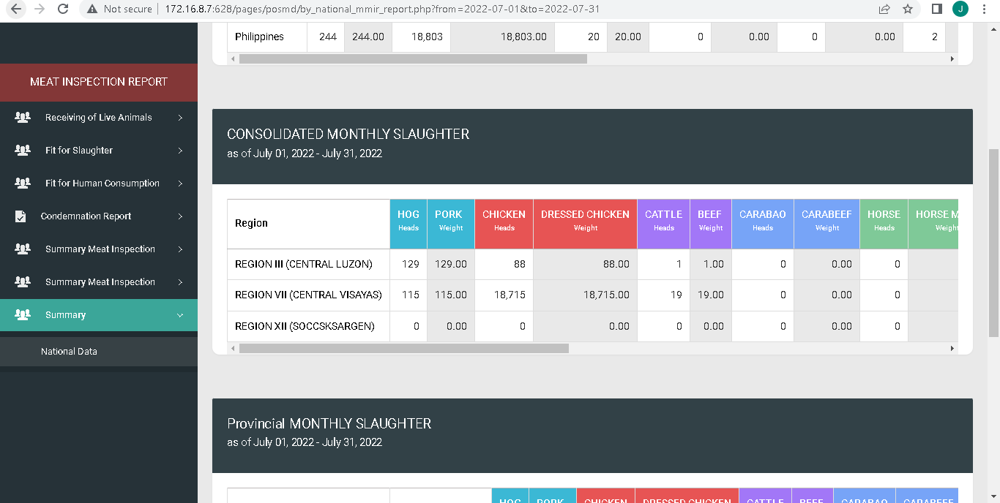 Not secure | 172.16.8.7:628/pages/posmd/by_national_mmir_report.php?from=2022-07-01&to=2022-07-31
J
MEAT INSPECTION REPORT
Receiving of Live Animals
Fit for Slaughter
Fit for Human Consumption
Condemnation Report
Summary Meat Inspection
Summary Meat Inspection
Summary
National Data
Philippines 244 244.00 18,803 18,803.00 20 20.00 0 0.00 0 0.00 2
CONSOLIDATED MONTHLY SLAUGHTER
as of July 01, 2022 - July 31, 2022
Region HOG PORK CHICKEN DRESSED CHICKEN CATTLE BEEF CARABAO CARABEEF HORSE HORSE M
Heads Weight Heads Weight Heads Weight Heads Weight Heads Weight
REGION III (CENTRAL LUZON) 129 129.00 88 88.00 1 1.00 0 0.00 0
REGION VII (CENTRAL VISAYAS) 115 115.00 18,715 18,715.00 19 19.00 0 0.00 0
REGION XII (SOCCSKSARGEN) 0 0.00 0 0.00 0 0.00 0 0.00 0
Provincial MONTHLY SLAUGHTER
as of July 01, 2022 - July 31, 2022
HOG PORK CHICKEN DRESSED CHICKEN CATTLE BEEF CARABAO CARABEEF